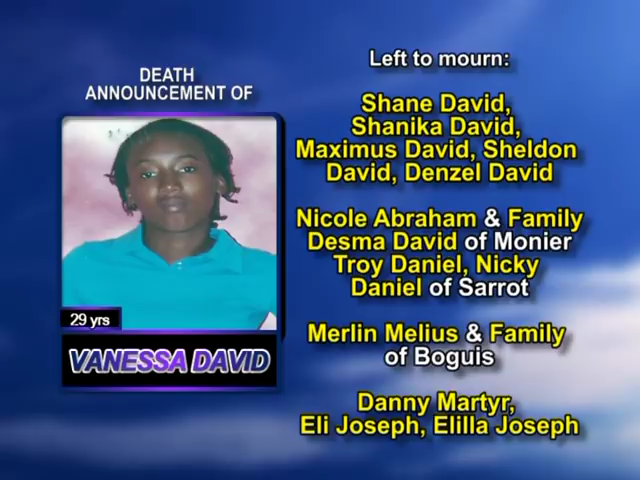 DEATH
ANNOUNCEMENT OF
29 yrs
VANESSA DAVID
Left to mourn:
Shane David,
Shanika David,
Maximus David, Sheldon
David, Denzel David
Nicole Abraham & Family
Desma David of Monier
Troy Daniel, Nicky
Daniel of Sarrot
Merlin Melius & Family
of Boguis
Danny Martyr,
Eli Joseph, Elilla Joseph